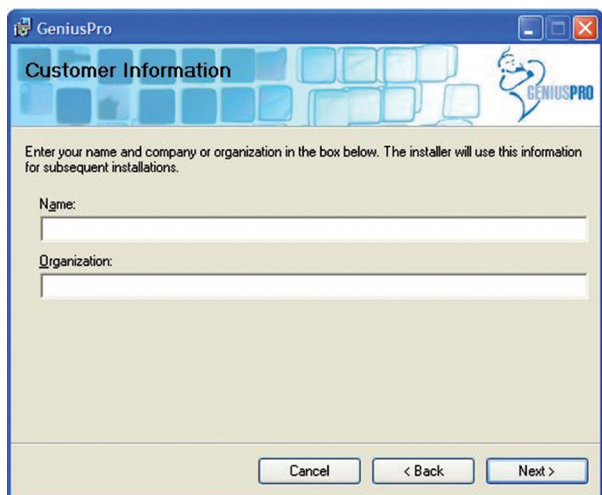 GeniusPro
Customer Information
GENIUSPRO
Enter your name and company or organization in the box below. The installer will use this information
for subsequent installations.
Name:
Organization:
Cancel
< Back
Next >